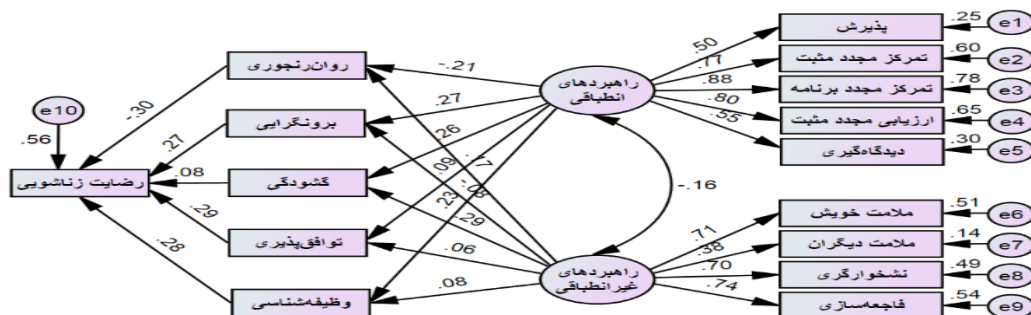 پذیرش
.25
e1
تمرکز مجدد مثبت
.60
e2
تمرکز مجدد برنامه
.78
e3
ارزیابی مجدد مثبت
.65
e4
دیدگاه‌گیری
.30
e5
.50
.77
.88
.80
.55
راهبردهای
انطباقی
-.16
راهبردهای
غیرانطباقی
ملامت خویش
.51
e6
ملامت دیگران
.14
e7
نشخوارگری
.49
e8
فاجعه‌سازی
.54
e9
.71
.38
.70
.74
-.21
.27
.26
.17
.23
.09
-.08
.06
.08
روان‌رنجوری
برونگرایی
گشودگی
توافق‌پذیری
وظیفه‌شناسی
-.30
.27
.08
.29
.28
e10
.56
رضایت زناشویی